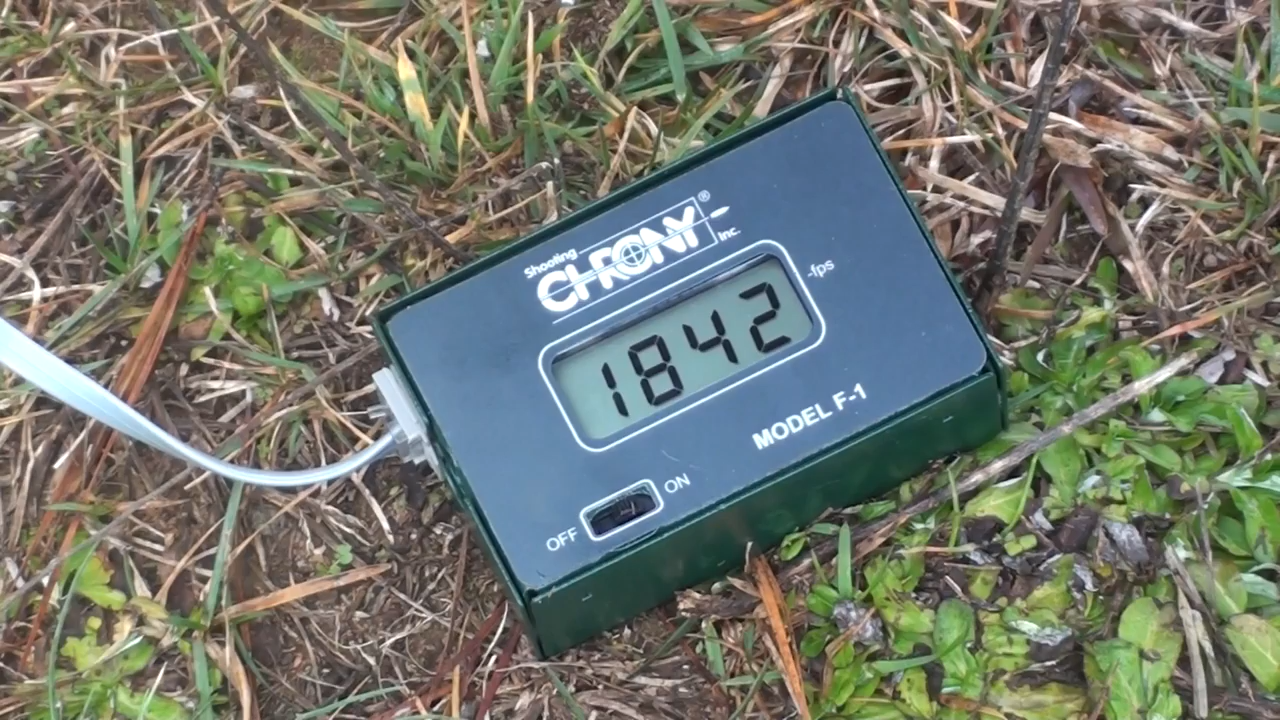 Shooting
CHRONY®
Inc.
1842 -fps
MODEL F-1
OFF ON